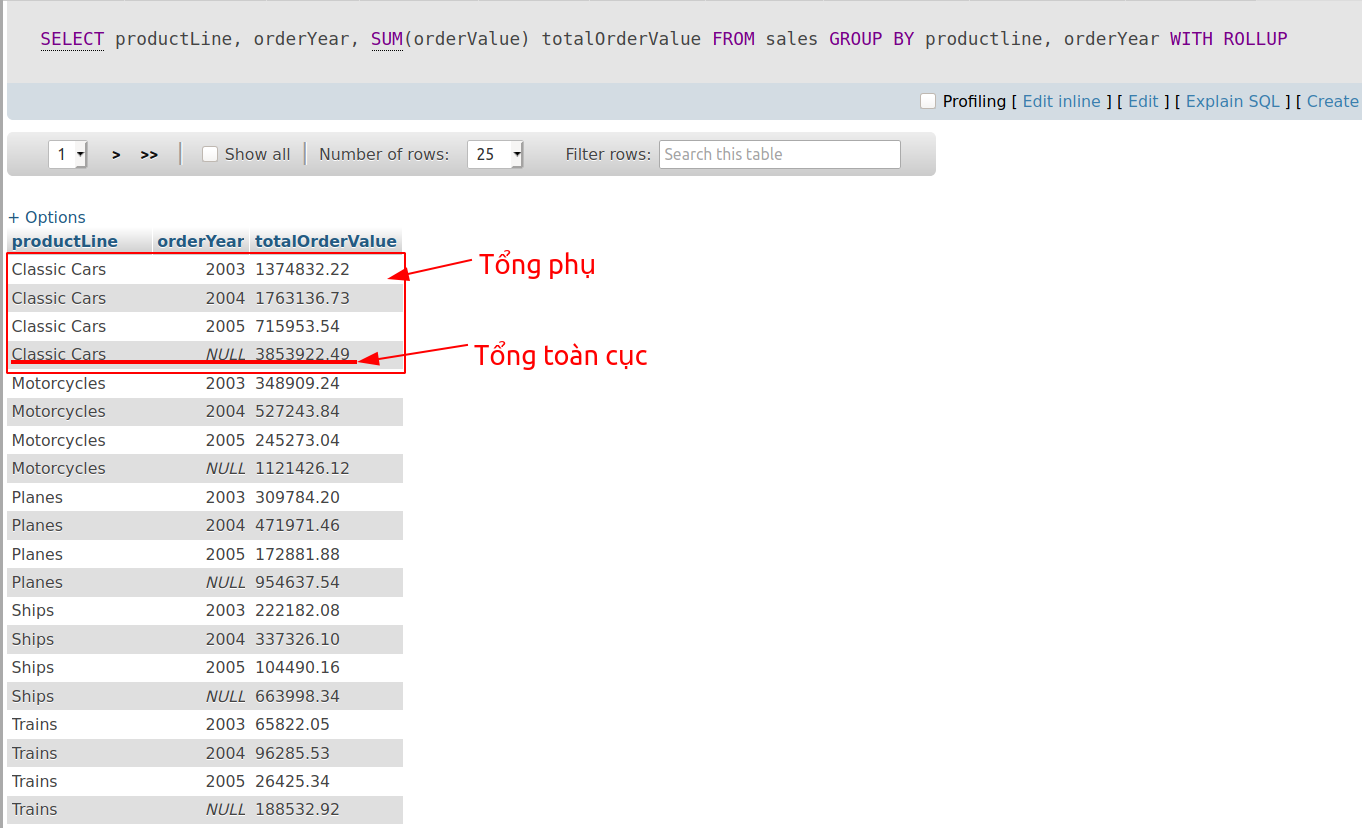 SELECT productLine, orderYear, SUM(orderValue) totalOrderValue FROM sales GROUP BY productline, orderYear WITH ROLLUP
Profiling [ Edit inline ] [ Edit ] [ Explain SQL ] [ Create
1 > >> Show all Number of rows: 25 Filter rows: Search this table
+ Options
productLine orderYear totalOrderValue
Classic Cars 2003 1374832.22 Tổng phụ
Classic Cars 2004 1763136.73
Classic Cars 2005 715953.54
Classic Cars NULL 3853922.49 Tổng toàn cục
Motorcycles 2003 348909.24
Motorcycles 2004 527243.84
Motorcycles 2005 245273.04
Motorcycles NULL 1121426.12
Planes 2003 309784.20
Planes 2004 471971.46
Planes 2005 172881.88
Planes NULL 954637.54
Ships 2003 222182.08
Ships 2004 337326.10
Ships 2005 104490.16
Ships NULL 663998.34
Trains 2003 65822.05
Trains 2004 96285.53
Trains 2005 26425.34
Trains NULL 188532.92